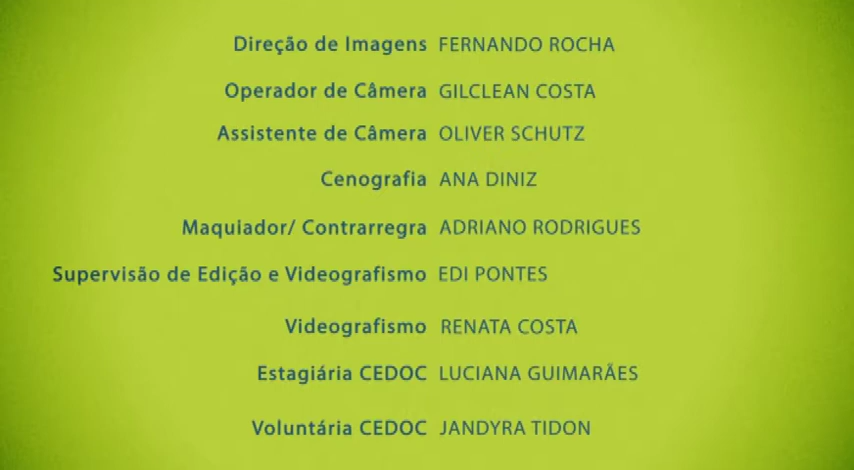 Direção de Imagens FERNANDO ROCHA
Operador de Câmera GILCLEAN COSTA
Assistente de Câmera OLIVER SCHUTZ
Cenografia ANA DINIZ
Maquiador/ Contrarregra ADRIANO RODRIGUES
Supervisão de Edição e Videografismo EDI PONTES
Videografismo RENATA COSTA
Estagiária CEDOC LUCIANA GUIMARÃES
Voluntária CEDOC JANDYRA TIDON